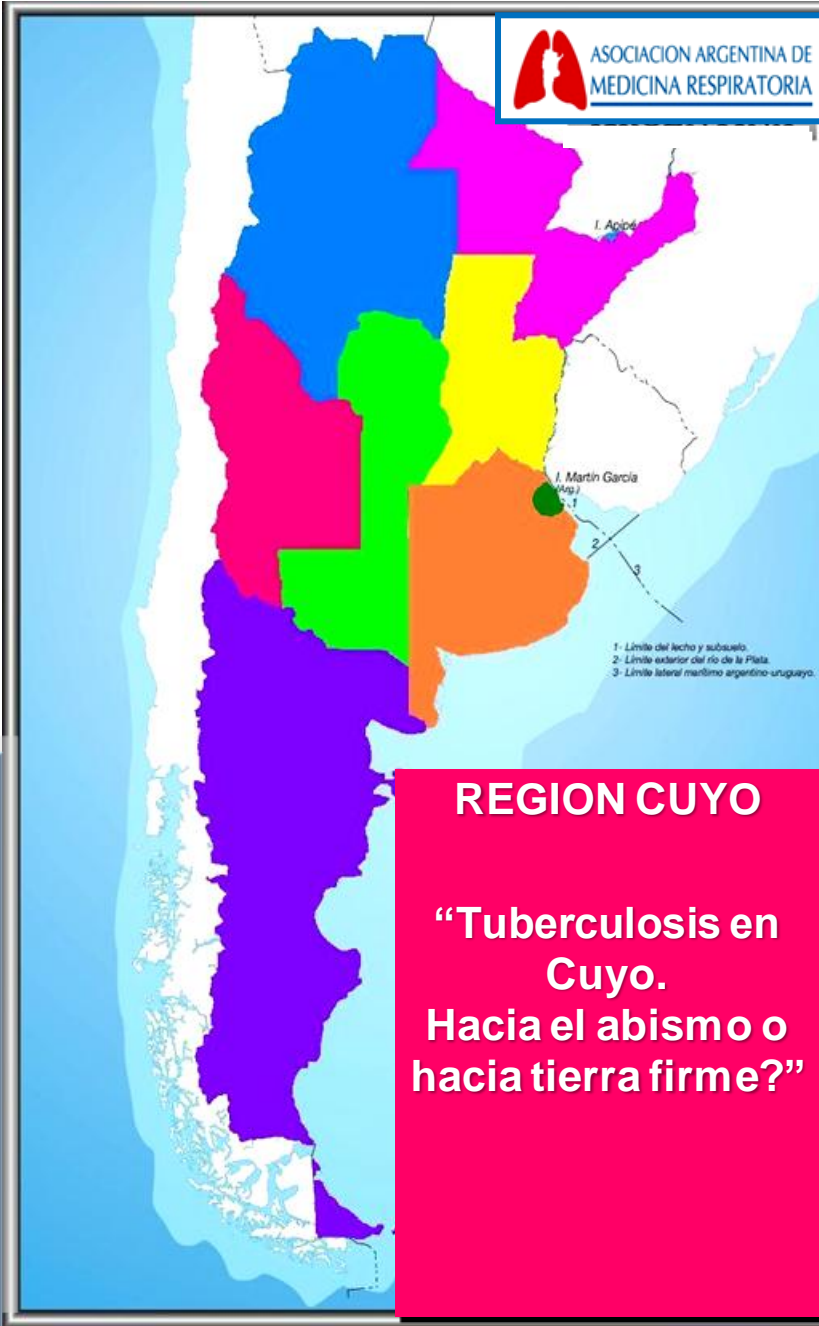 ASOCIACION ARGENTINA DE
MEDICINA RESPIRATORIA
I. Apipé
I. Martín García
(Arg.)
1
2
3
1- Límite del lecho y subsuelo.
2- Límite exterior del río de la Plata.
3- Límite lateral marítimo argentino-uruguayo.
REGION CUYO
“Tuberculosis en
Cuyo.
Hacia el abismo o
hacia tierra firme?”